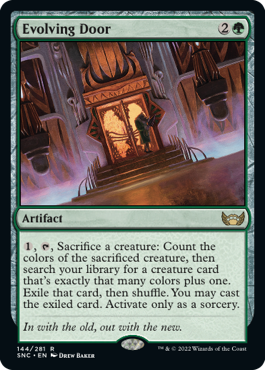 Evolving Door 2
Artifact
1, , Sacrifice a creature: Count the
colors of the sacrificed creature, then
search your library for a creature card
that's exactly that many colors plus one.
Exile that card, then shuffle. You may cast
the exiled card. Activate only as a sorcery.
In with the old, out with the new.
144/281 R
SNC • EN Drew Baker
™ & © 2022 Wizards of the Coast